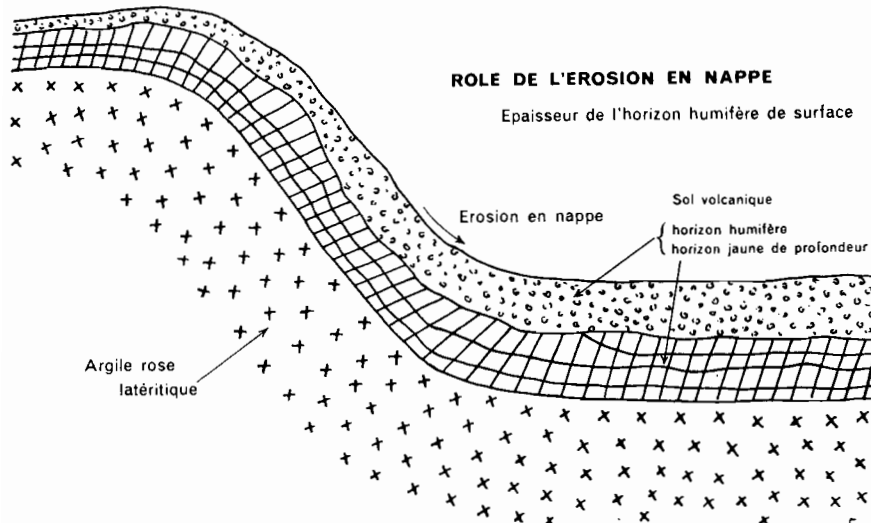 ROLE DE L'EROSION EN NAPPE
Epaisseur de l'horizon humifère de surface
Sol volcanique
horizon humifère
horizon jaune de profondeur
Erosion en nappe
Argile rose
latéritique